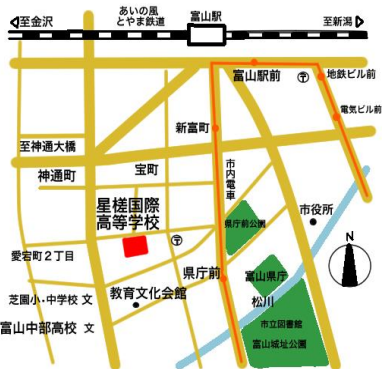 至金沢
あいの風
とやま鉄道
富山駅
至新潟
富山駅前
〒
地鉄ビル前
電気ビル前
新富町
至神通大橋
神通町
宝町
市内電車
星槎国際
高等学校
県庁前公園
市役所
N
〒
愛宕町2丁目
県庁前
富山県庁
芝園小・中学校 文
教育文化会館
松川
市立図書館
富山中部高校 文
富山城址公園